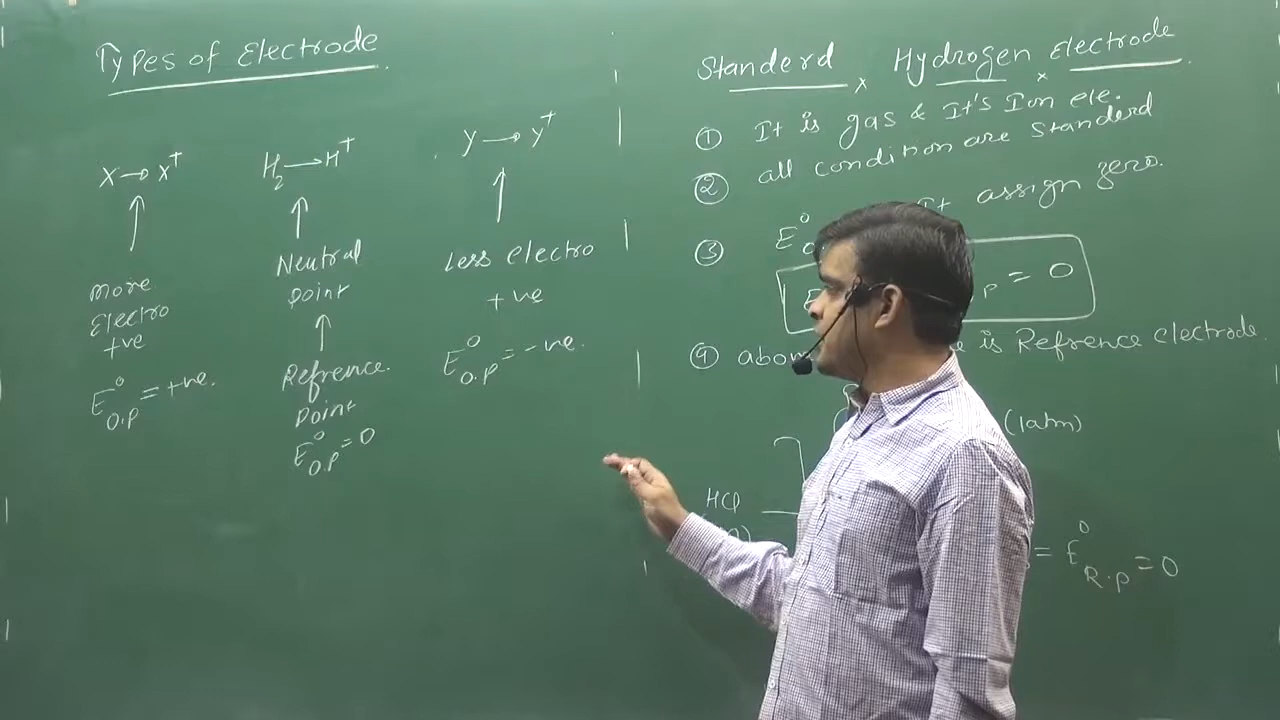 Types of Electrode
X → X⁺
H₂ → H⁺
Y → Y⁺
More
Electro
+ve
E°O.P = +ve.
Neutral
Point
Refrence
Point
E°O.P = 0
Less electro
+ve
E°O.P = -ve.
Standerd x Hydrogen x Electrode
① It is gas & It's Ion ele.
② all condition are standerd
③ E° It assign zero.
P = 0
④ abov is Refrence electrode.
(1atm)
HCl
= E°R.P = 0